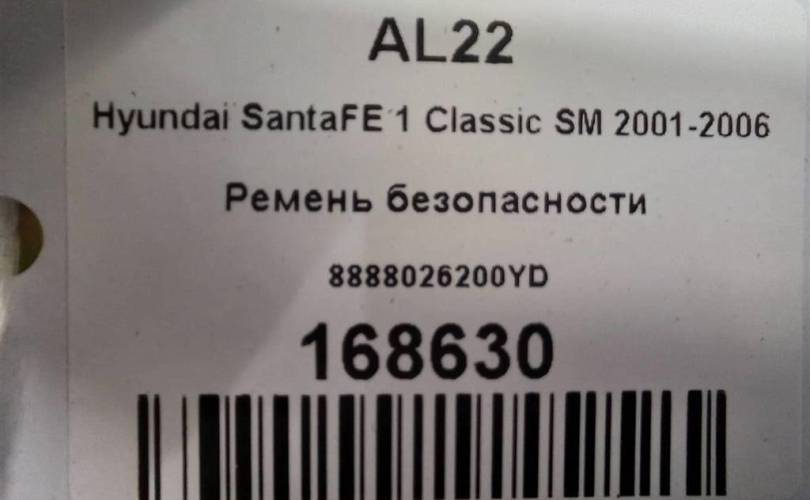 AL22
Hyundai SantaFE 1 Classic SM 2001-2006
Ремень безопасности
8888026200YD
168630